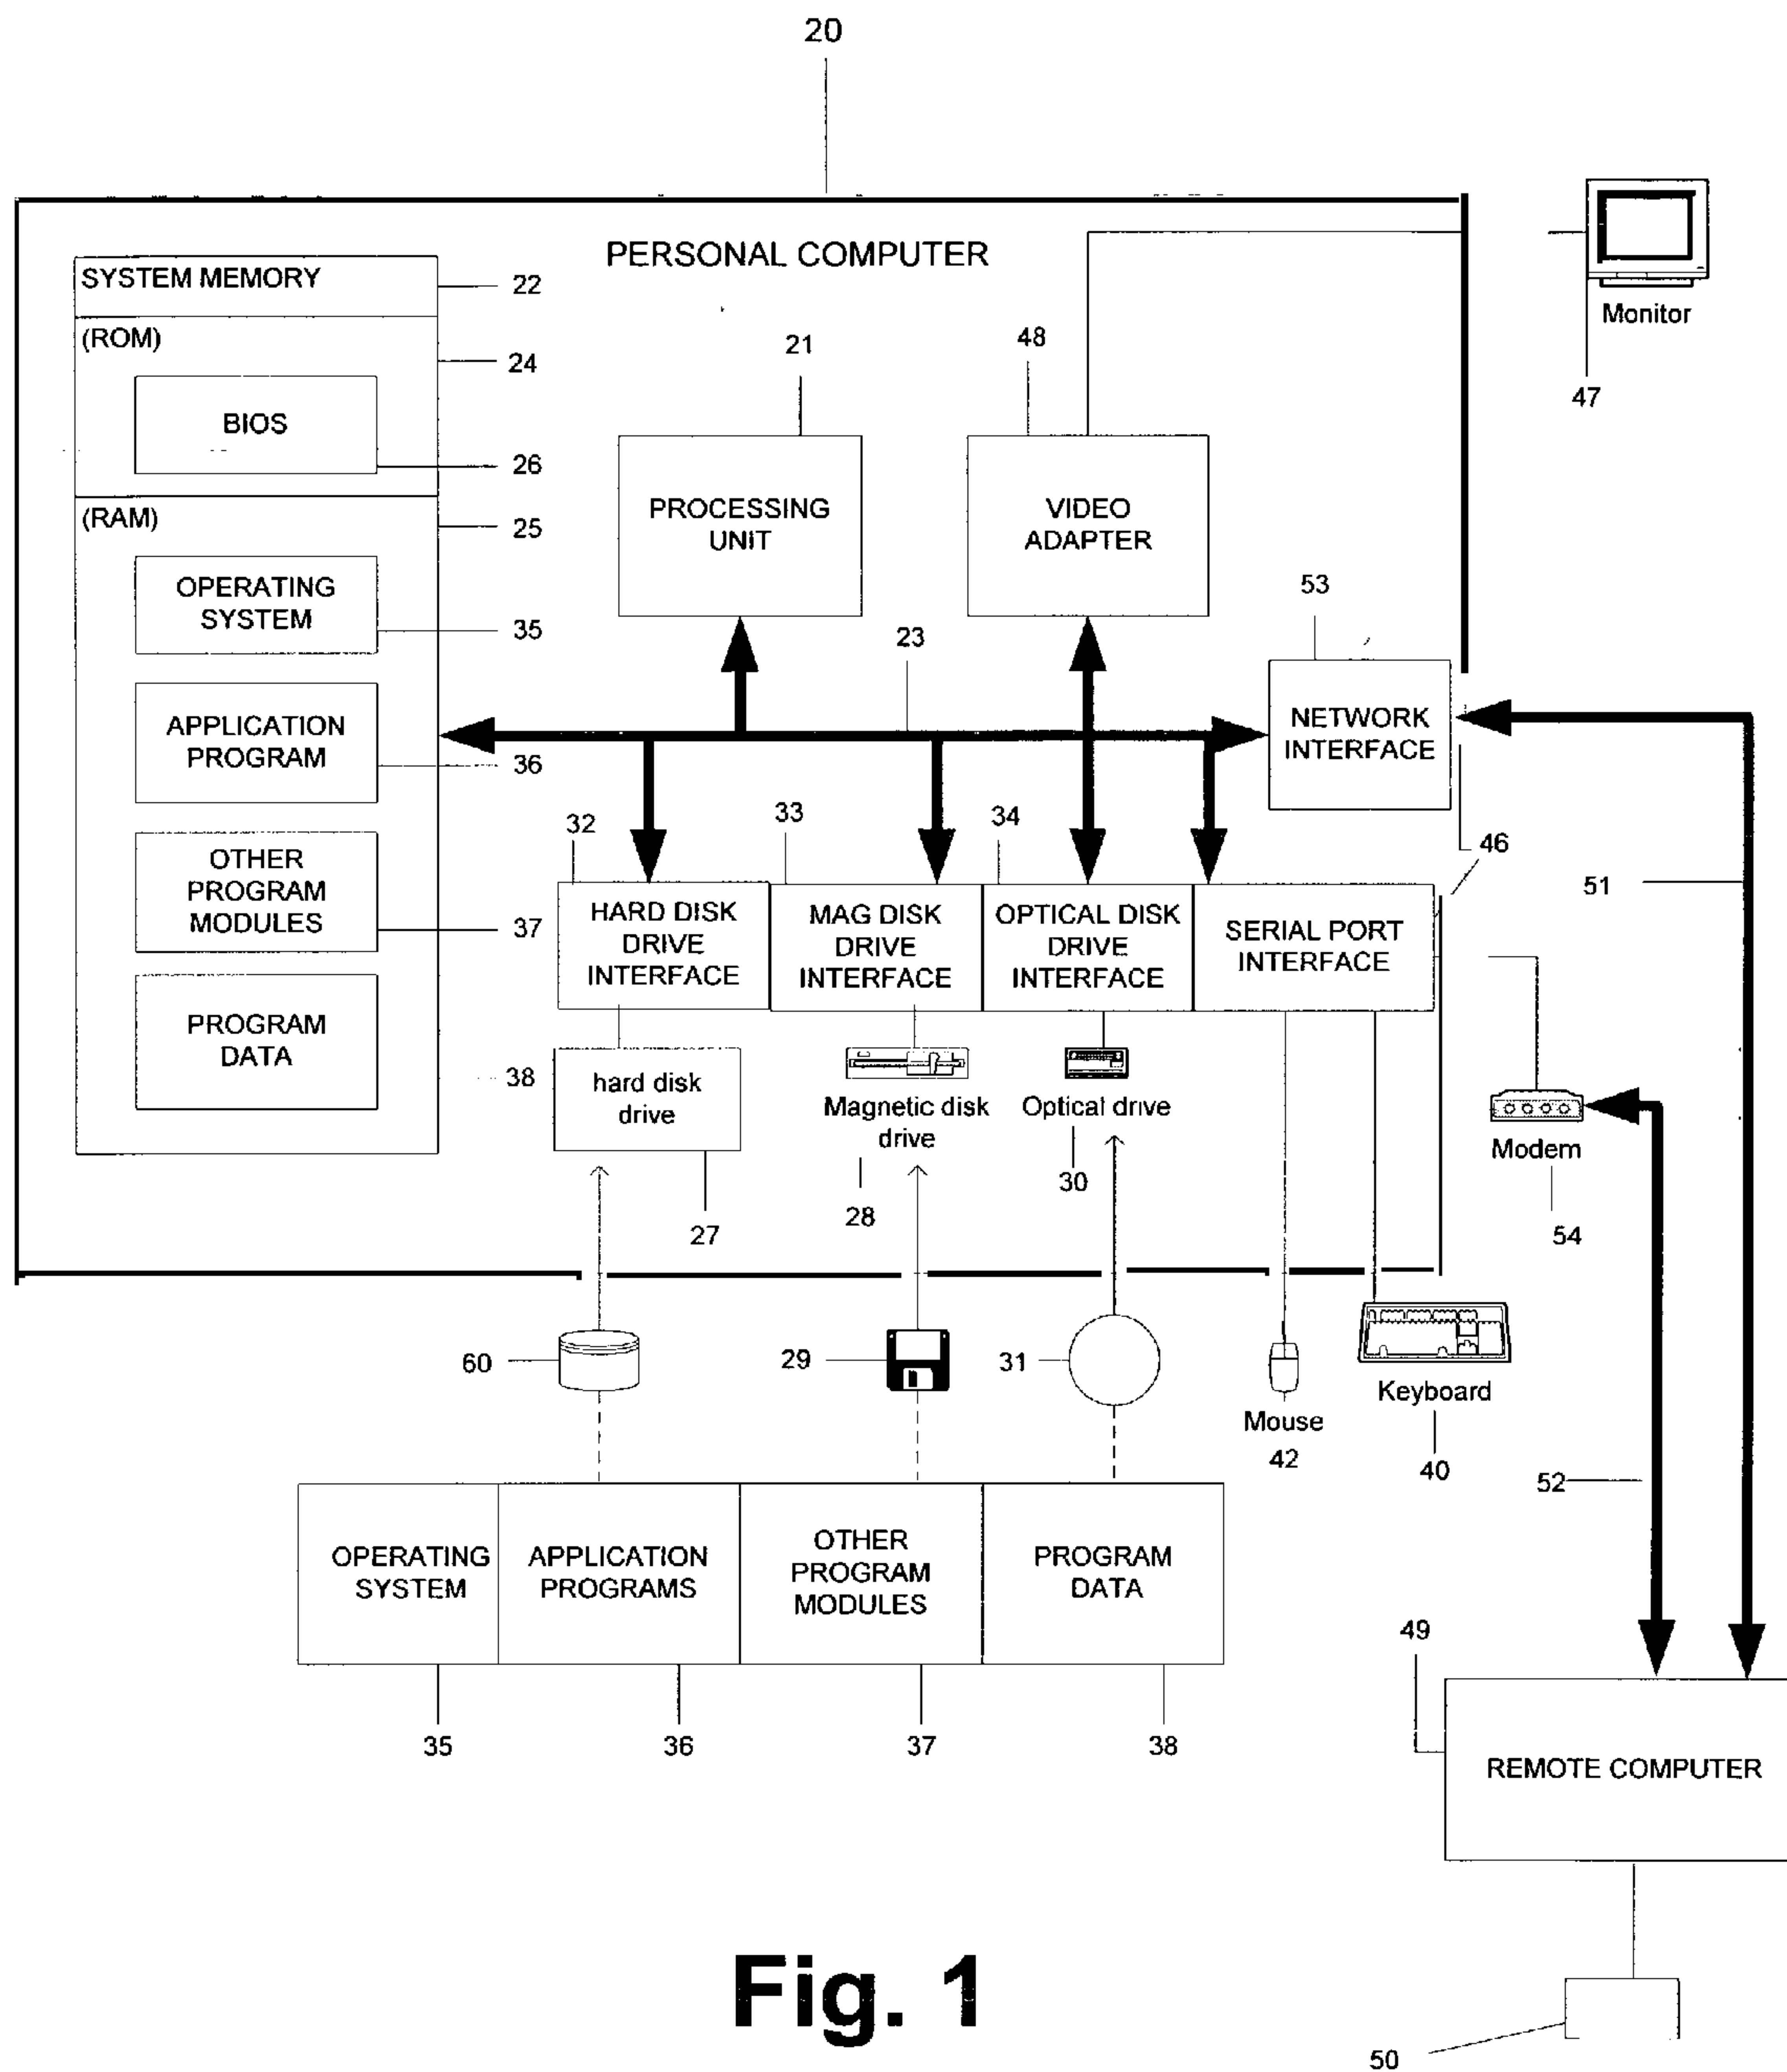 20
PERSONAL COMPUTER
SYSTEM MEMORY
22
(ROM)
24
BIOS
26
(RAM)
25
OPERATING
SYSTEM
35
APPLICATION
PROGRAM
36
OTHER
PROGRAM
MODULES
37
PROGRAM
DATA
38
21
PROCESSING
UNIT
48
VIDEO
ADAPTER
Monitor
47
23
53
NETWORK
INTERFACE
46
51
32
HARD DISK
DRIVE
INTERFACE
33
MAG DISK
DRIVE
INTERFACE
34
OPTICAL DISK
DRIVE
INTERFACE
SERIAL PORT
INTERFACE
hard disk
drive
27
Magnetic disk
drive
28
Optical drive
30
Modem
54
60
29
31
Mouse
42
Keyboard
40
52
OPERATING
SYSTEM
APPLICATION
PROGRAMS
OTHER
PROGRAM
MODULES
PROGRAM
DATA
35
36
37
38
49
REMOTE COMPUTER
50
Fig. 1